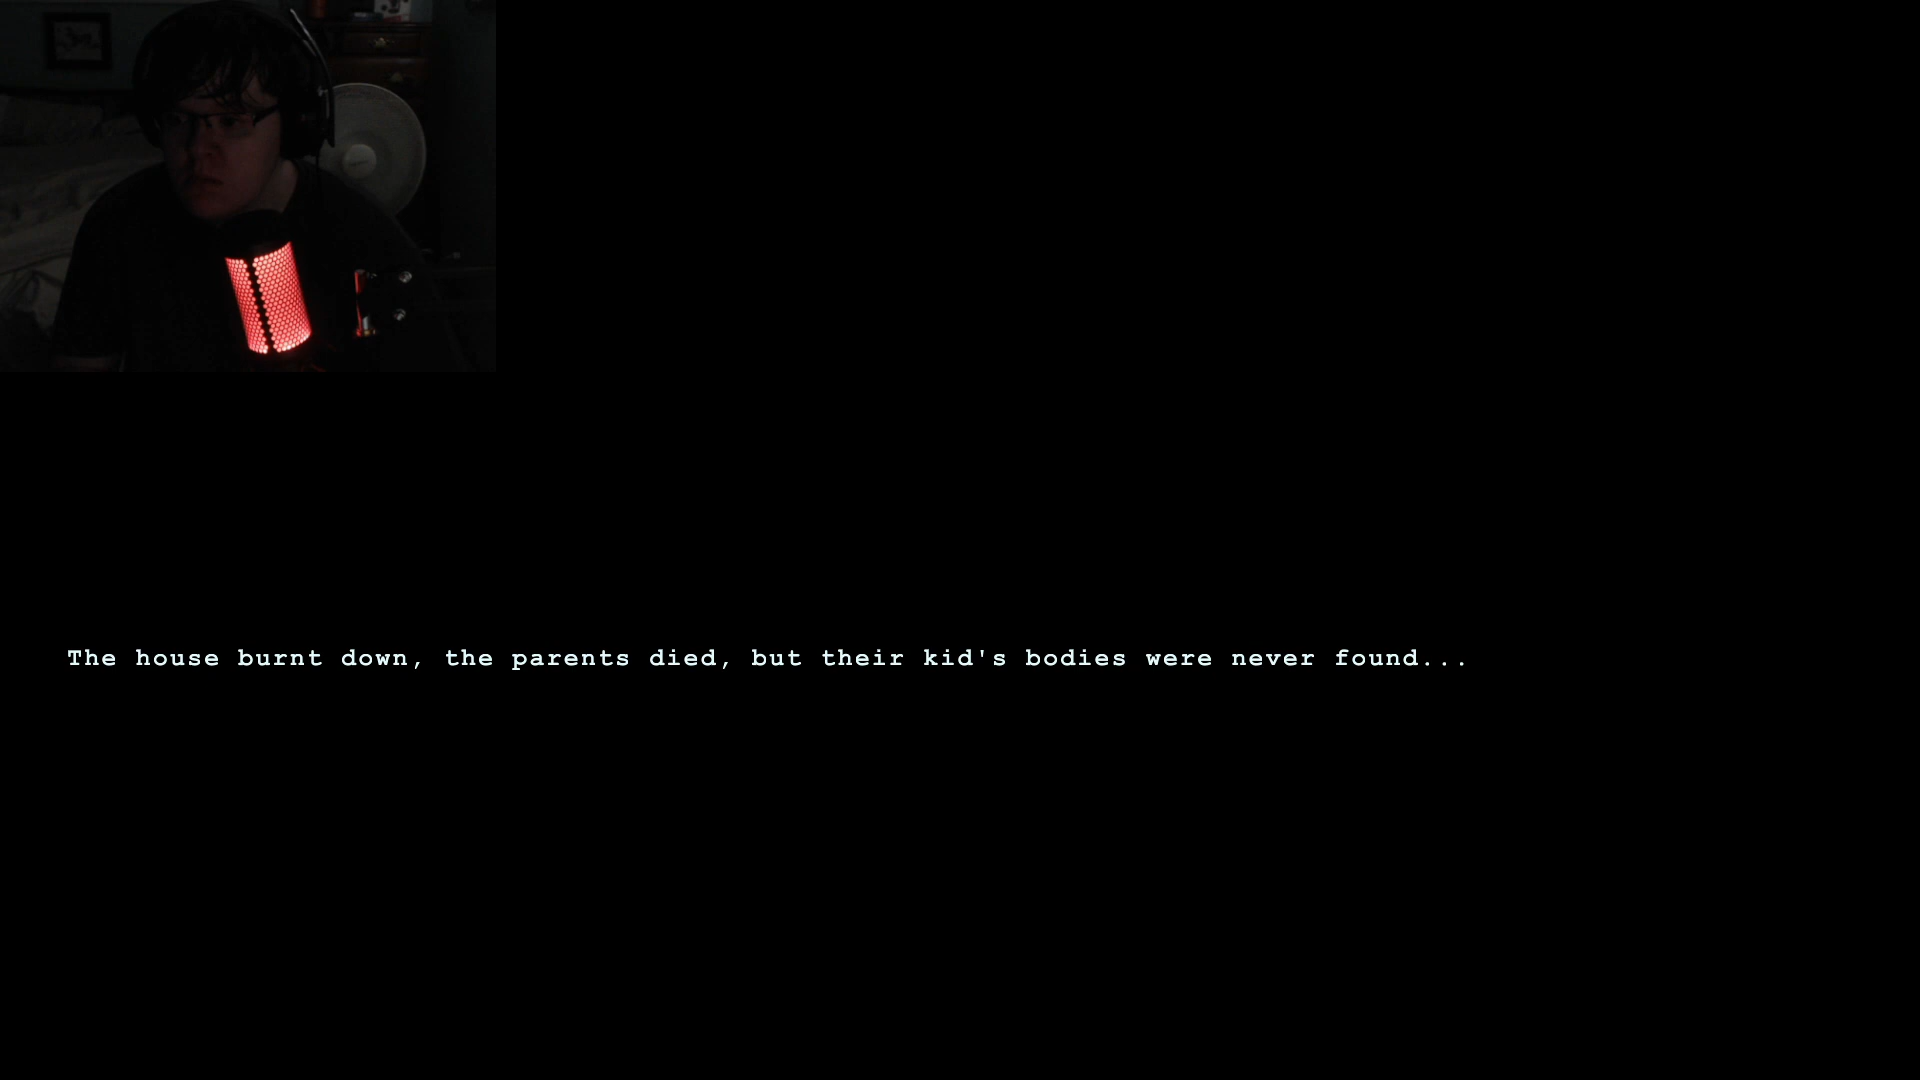 The house burnt down, the parents died, but their kid's bodies were never found...